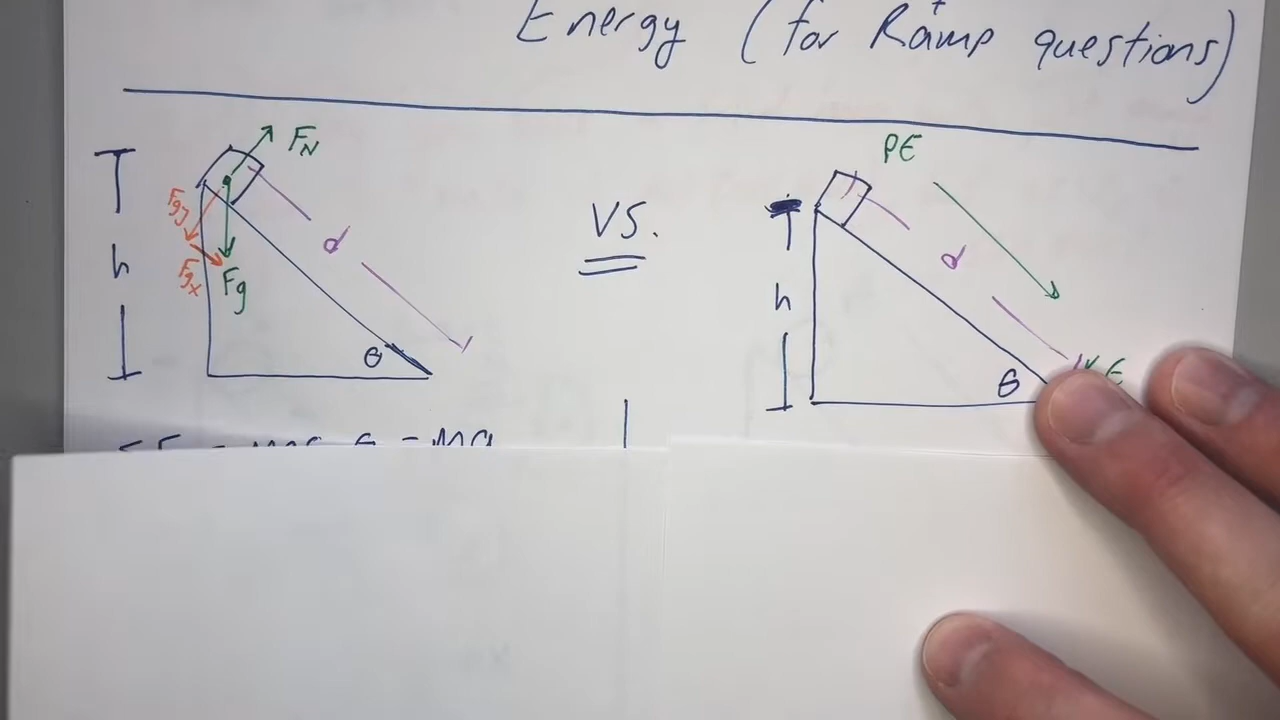 Energy (for Ramp questions)
FN
Fgy
Fgx
Fg
h
d
θ
vs.
PE
h
d
θ
KE